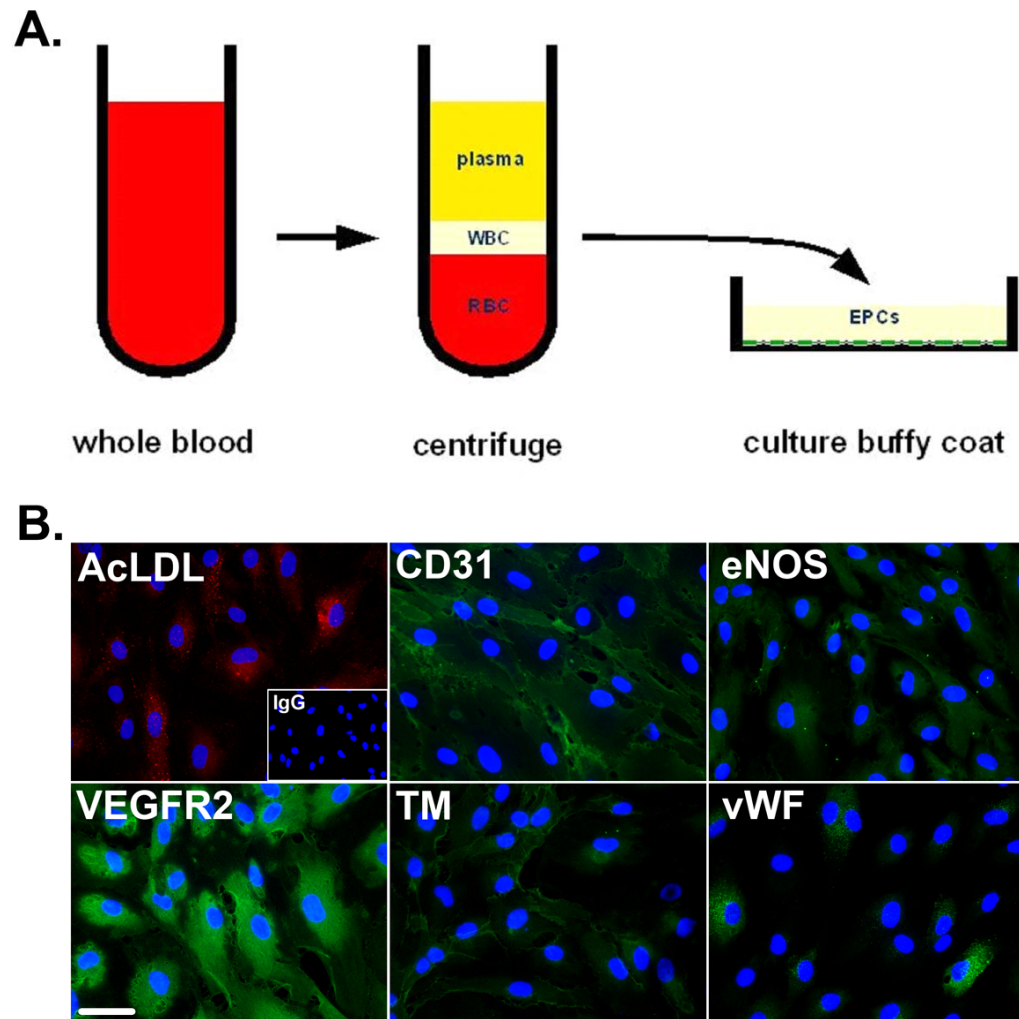 A.
plasma
WBC
RBC
EPCs
whole blood
centrifuge
culture buffy coat
B.
AcLDL
CD31
eNOS
IgG
VEGFR2
TM
vWF